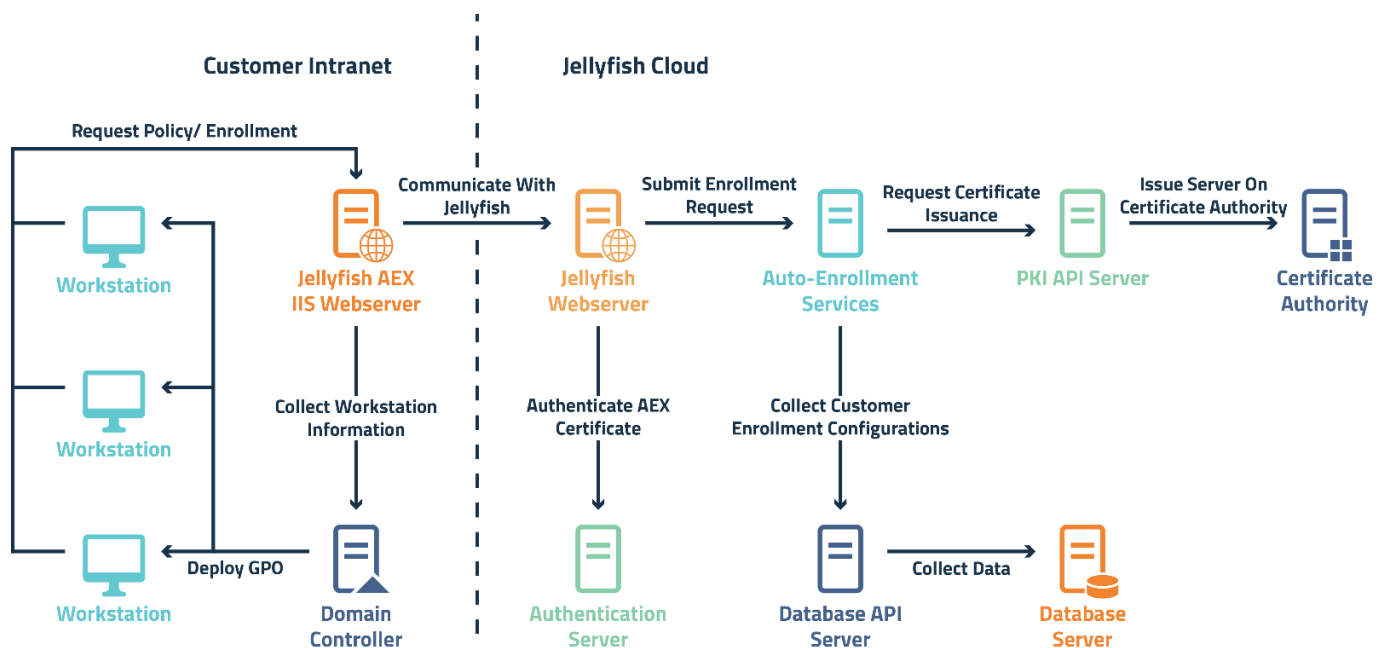 Customer Intranet
Jellyfish Cloud
Request Policy/ Enrollment
Communicate With
Jellyfish
Submit Enrollment
Request
Request Certificate
Issuance
Issue Server On
Certificate Authority
Workstation
Jellyfish AEX
IIS Webserver
Jellyfish
Webserver
Auto-Enrollment
Services
PKI API Server
Certificate
Authority
Collect Workstation
Information
Authenticate AEX
Certificate
Collect Customer
Enrollment Configurations
Workstation
Deploy GPO
Collect Data
Workstation
Domain
Controller
Authentication
Server
Database API
Server
Database
Server